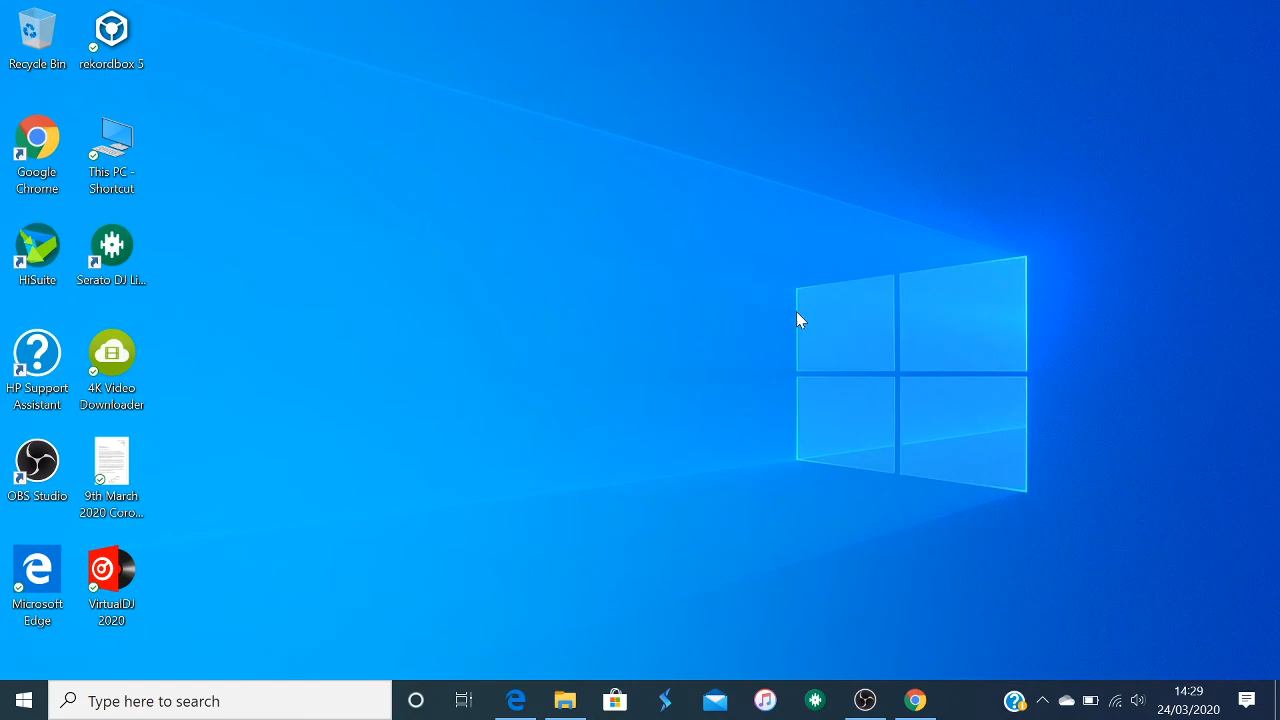 Recycle Bin
rekordbox 5
Google
Chrome
This PC -
Shortcut
HiSuite
Serato DJ Li...
HP Support
Assistant
4K Video
Downloader
OBS Studio
9th March
2020 Coro...
Microsoft
Edge
VirtualDJ
2020
Type here to search
14:29
24/03/2020